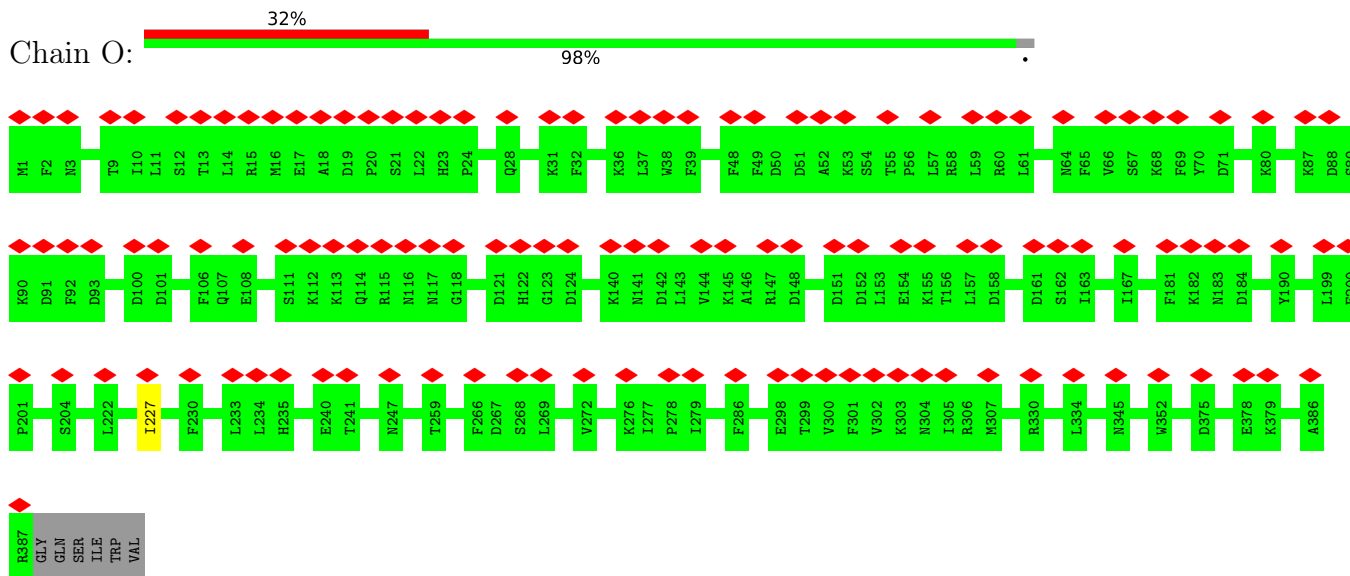 32%
Chain O:
98%
M1 F2 N3 T9 I10 L11 S12 T13 L14 R15 M16 E17 A18 D19 P20 S21 L22 H23 P24 Q28 K31 F32 K36 L37 W38 F39 F48 F49 D50 D51 A52 K53 S54 T55 P56 L57 R58 L59 R60 L61 N64 F65 V66 S67 K68 F69 Y70 D71 K80 K87 D88 S89
K90 D91 F92 D93 D100 D101 F106 Q107 E108 S111 K112 K113 Q114 R115 N116 N117 G118 D121 H122 G123 D124 K140 N141 D142 L143 V144 K145 A146 R147 D148 D151 D152 L153 E154 K155 T156 L157 D158 D161 S162 I163 I167 F181 K182 N183 D184 Y190 L199
P201 S204 L222 I227 F230 L233 L234 H235 E240 T241 N247 T259 F266 D267 S268 L269 V272 K276 I277 P278 I279 F286 E298 T299 V300 F301 V302 K303 N304 I305 R306 M307 R330 L334 N345 W352 D375 E378 K379 A386
R387 GLY GLN SER ILE TRP VAL